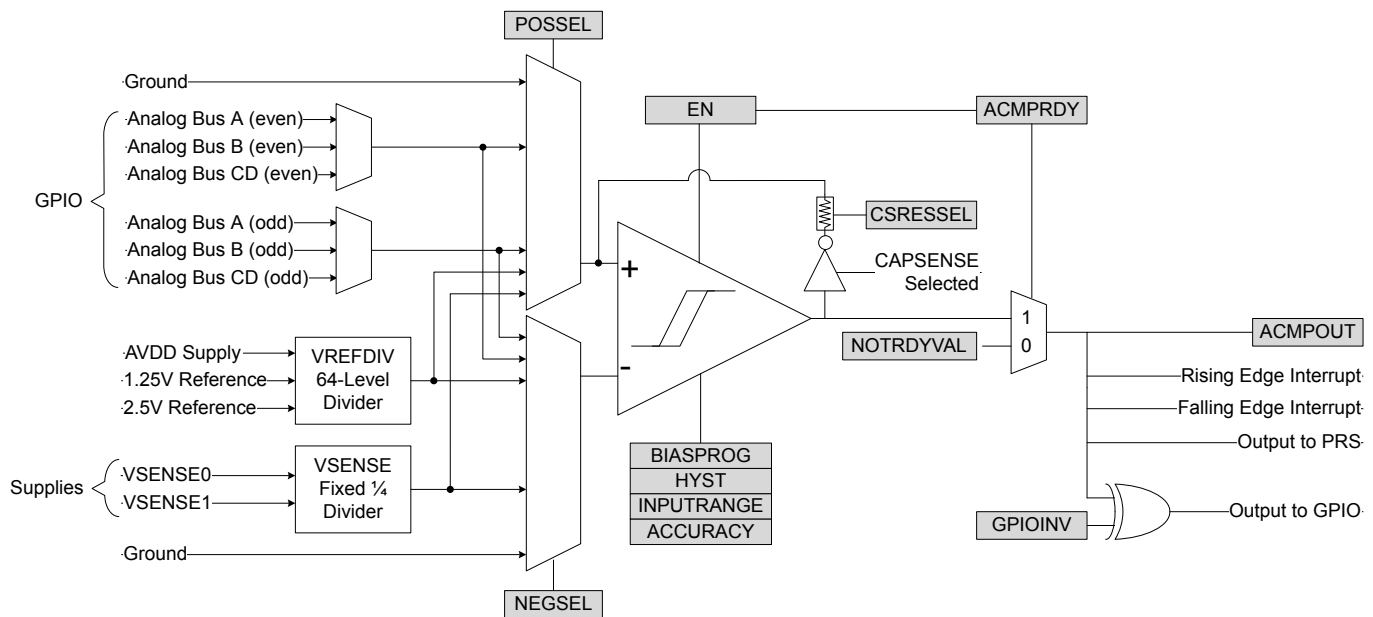 POSSEL
Ground
GPIO
Analog Bus A (even)
Analog Bus B (even)
Analog Bus CD (even)
Analog Bus A (odd)
Analog Bus B (odd)
Analog Bus CD (odd)
EN
ACMPRDY
CSRESSEL
CAPSENSE
Selected
+
-
AVDD Supply
1.25V Reference
2.5V Reference
VREFDIV
64-Level
Divider
NOTRDYVAL
1
0
ACMPOUT
Rising Edge Interrupt
Falling Edge Interrupt
Output to PRS
Supplies
VSENSE0
VSENSE1
VSENSE
Fixed ¼
Divider
BIASPROG
HYST
INPUTRANGE
ACCURACY
GPIOINV
Output to GPIO
Ground
NEGSEL